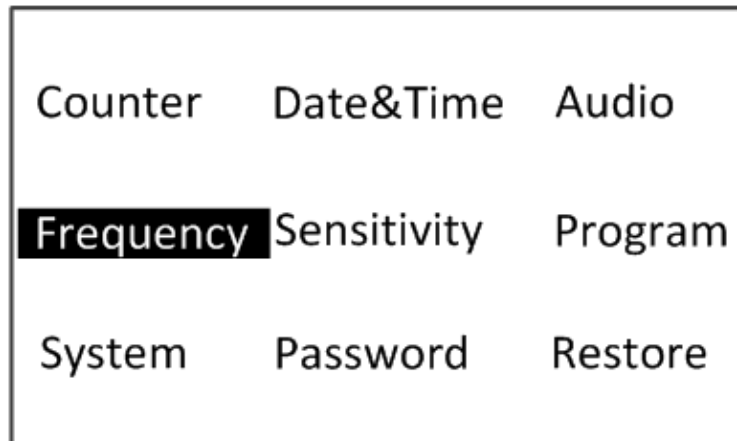 Counter Date&Time Audio
Frequency Sensitivity Program
System Password Restore